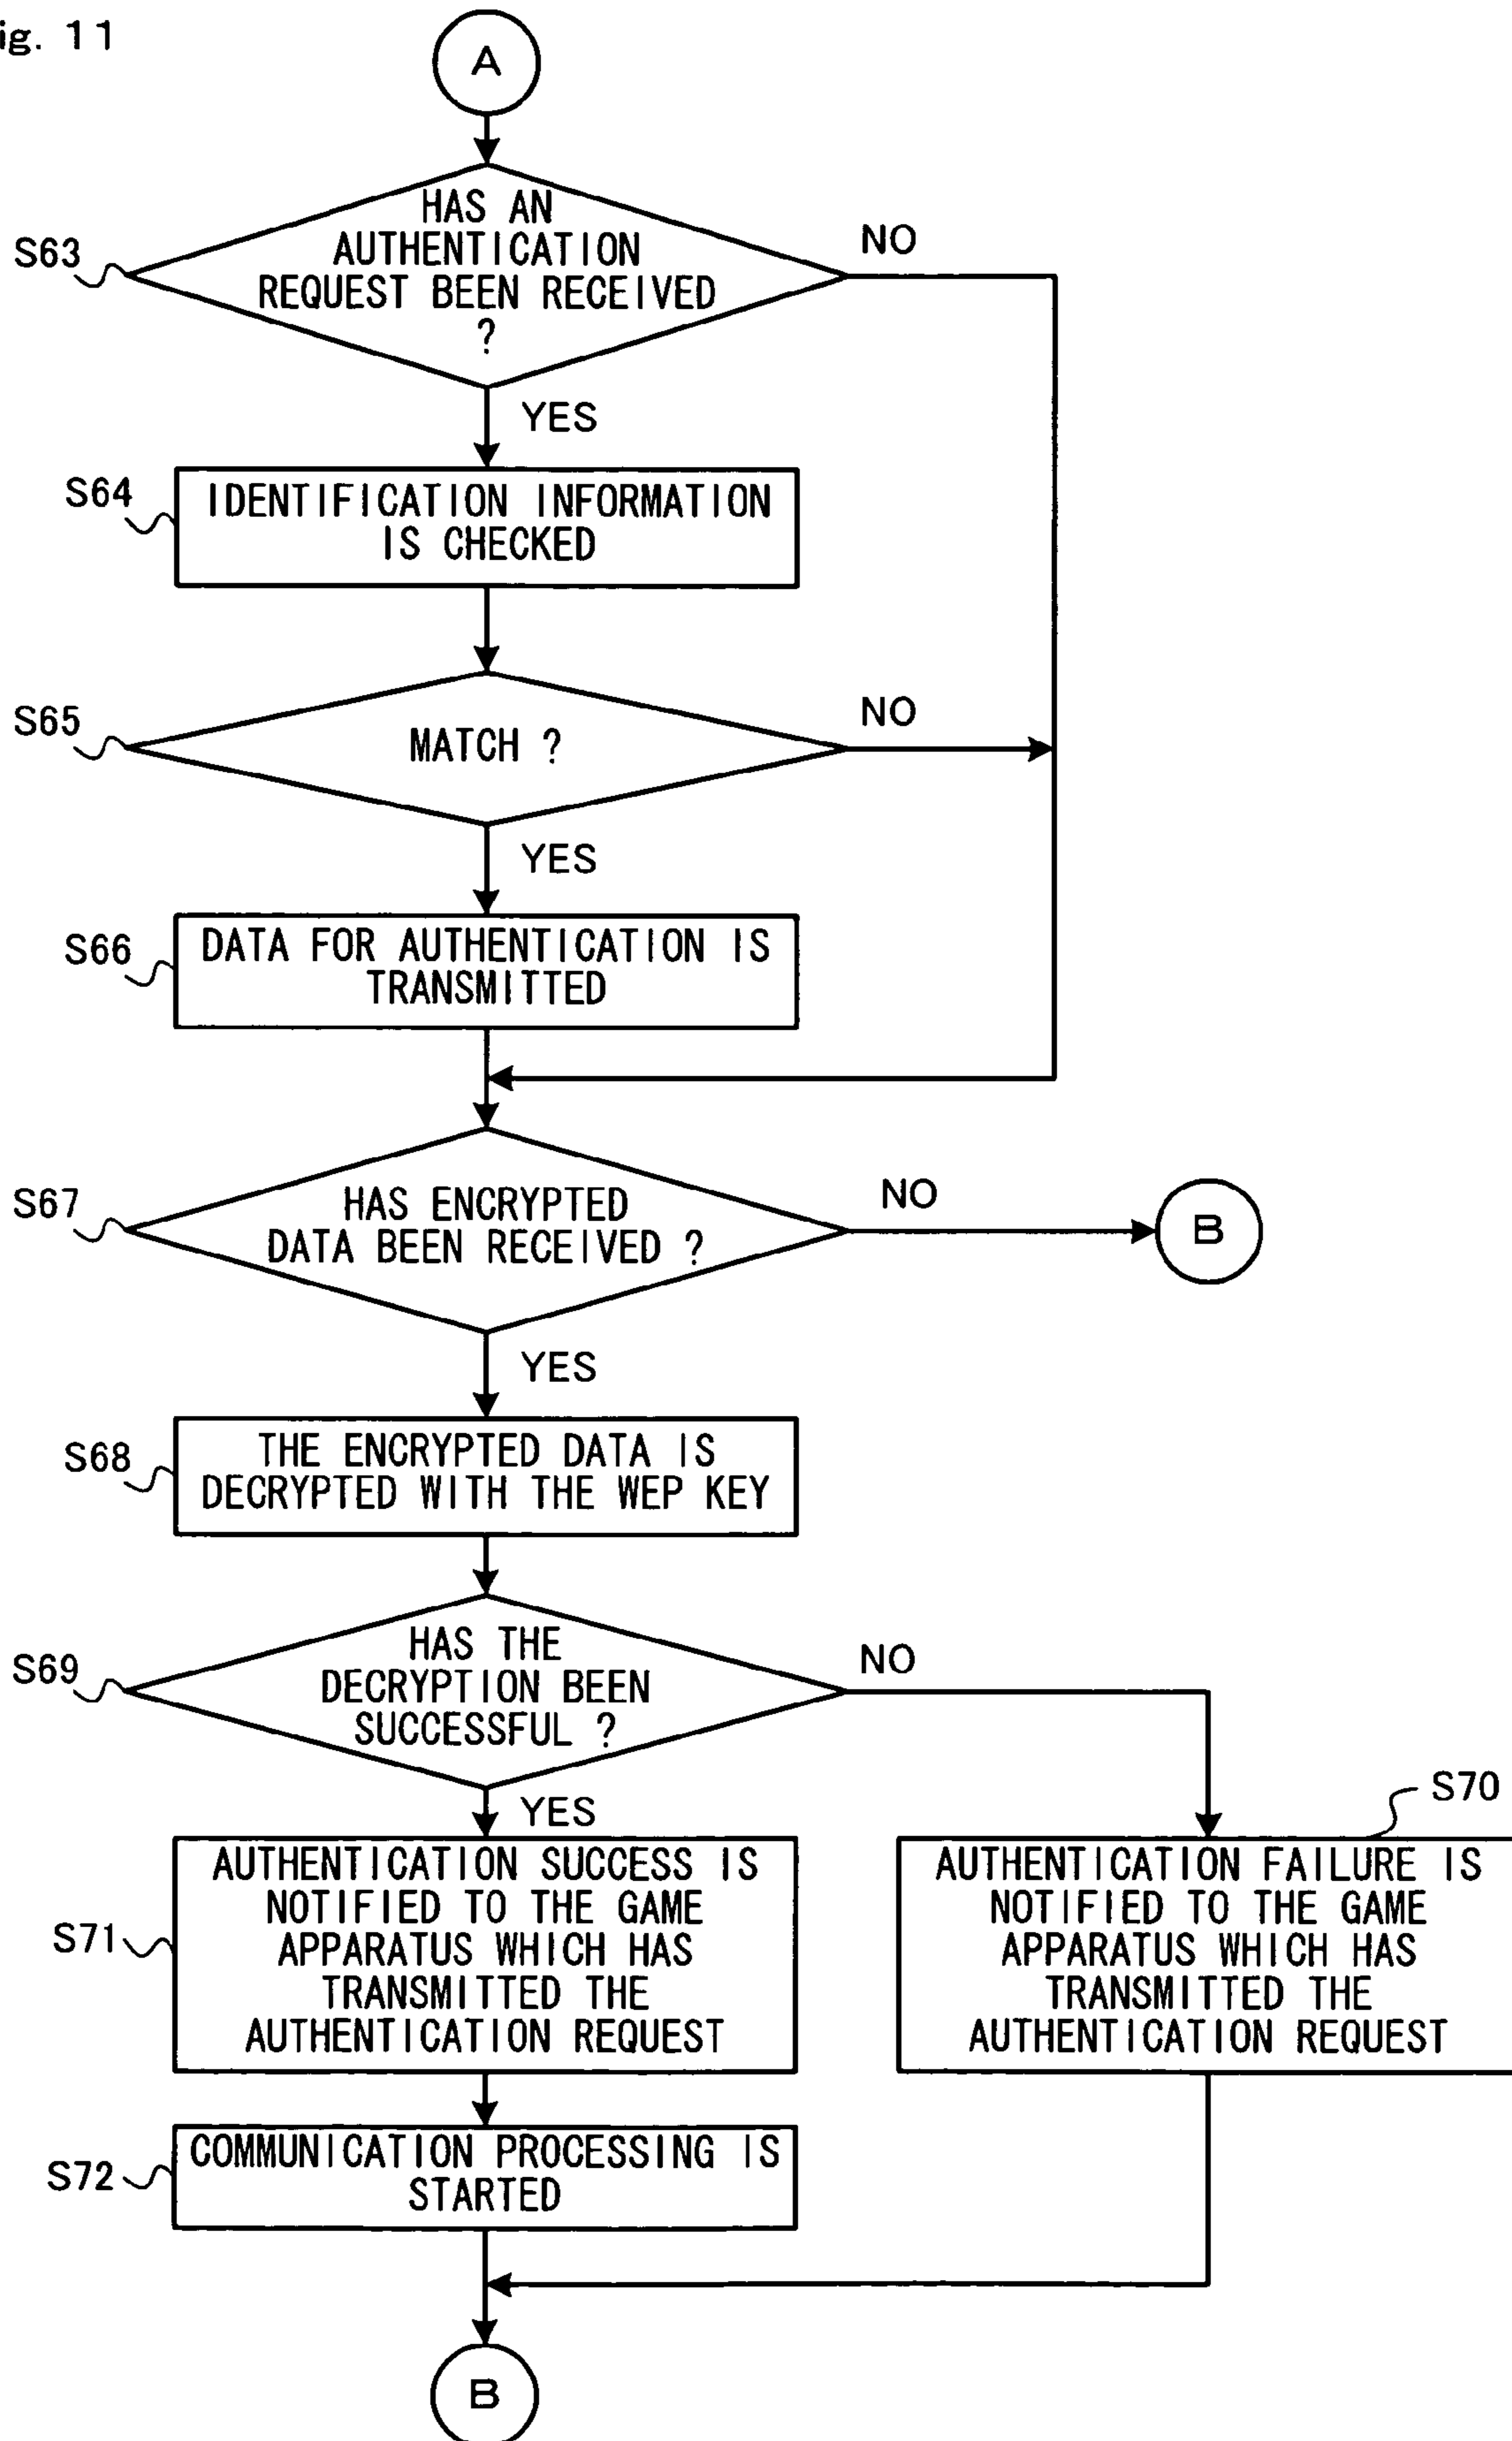 ig. 11
A
HAS AN
AUTHENTICATION
REQUEST BEEN RECEIVED
?
S63
NO
YES
S64
IDENTIFICATION INFORMATION
IS CHECKED
S65
MATCH ?
NO
YES
S66
DATA FOR AUTHENTICATION IS
TRANSMITTED
S67
HAS ENCRYPTED
DATA BEEN RECEIVED ?
NO
B
YES
S68
THE ENCRYPTED DATA IS
DECRYPTED WITH THE WEP KEY
S69
HAS THE
DECRYPTION BEEN
SUCCESSFUL ?
NO
YES
S70
S71
AUTHENTICATION SUCCESS IS
NOTIFIED TO THE GAME
APPARATUS WHICH HAS
TRANSMITTED THE
AUTHENTICATION REQUEST
AUTHENTICATION FAILURE IS
NOTIFIED TO THE GAME
APPARATUS WHICH HAS
TRANSMITTED THE
AUTHENTICATION REQUEST
S72
COMMUNICATION PROCESSING IS
STARTED
B